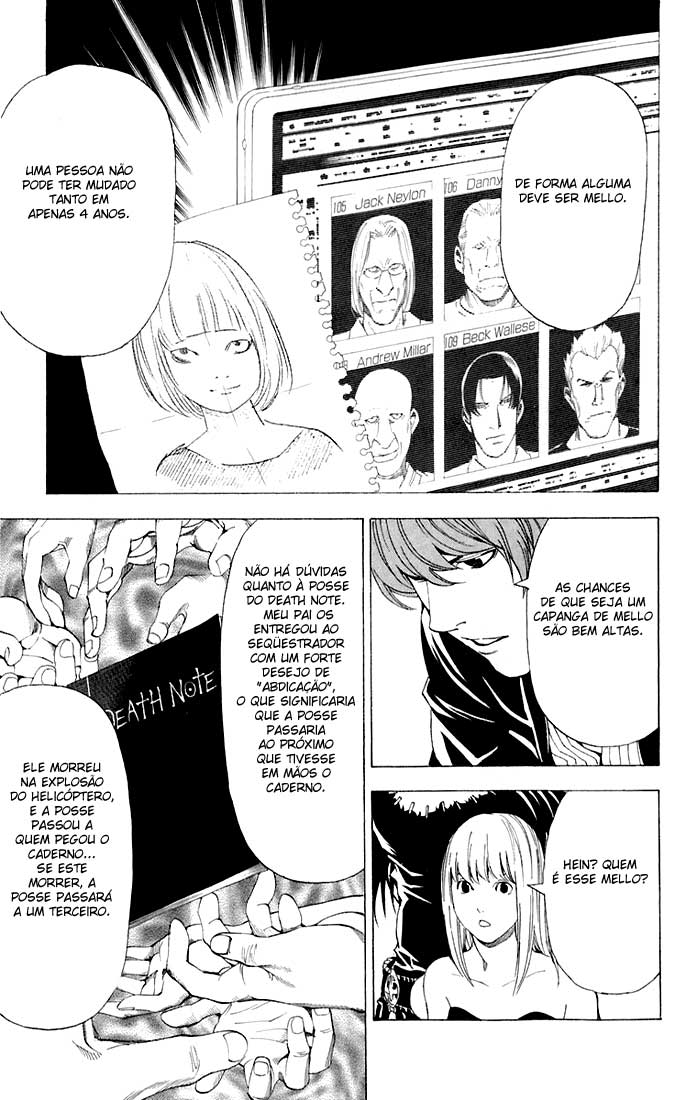 DE FORMA ALGUMA
DEVE SER MELLO.
UMA PESSOA NÃO
PODE TER MUDADO
TANTO EM
APENAS 4 ANOS.
105 Jack Neylon
106 Danny
Andrew Millar
109 Beck Wallese
AS CHANCES
DE QUE SEJA UM
CAPANGA DE MELLO
SÃO BEM ALTAS.
HEIN? QUEM
É ESSE MELLO?
NÃO HÁ DÚVIDAS
QUANTO À POSSE
DO DEATH NOTE.
MEU PAI OS
ENTREGOU AO
SEQÜESTRADOR
COM UM FORTE
DESEJO DE
"ABDICAÇÃO",
O QUE SIGNIFICARIA
QUE A POSSE
PASSARIA
AO PRÓXIMO
QUE TIVESSE
EM MÃOS O CADERNO.
DEATH NOTE
ELE MORREU
NA EXPLOSÃO
DO HELICÓPTERO,
E A POSSE
PASSOU A
QUEM PEGOU O
CADERNO...
SE ESTE
MORRER, A
POSSE PASSARÁ
A UM TERCEIRO.